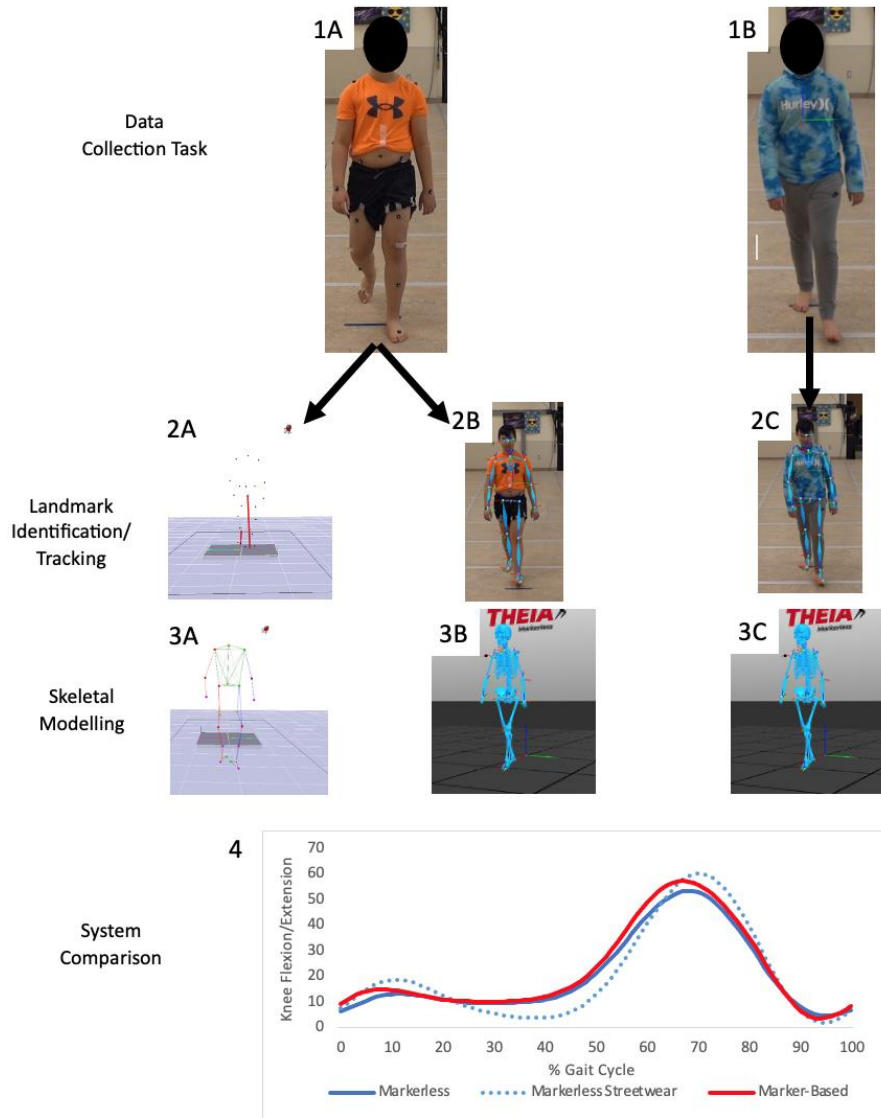 1A
1B
Data
Collection Task
Hurley
2A
2B
2C
Landmark
Identification/
Tracking
THEIA
Markerless
THEIA
Markerless
3A
3B
3C
Skeletal
Modelling
4
System
Comparison
Knee Flexion/Extension
70
60
50
40
30
20
10
0
0 10 20 30 40 50 60 70 80 90 100
% Gait Cycle
Markerless Markerless Streetwear Marker-Based